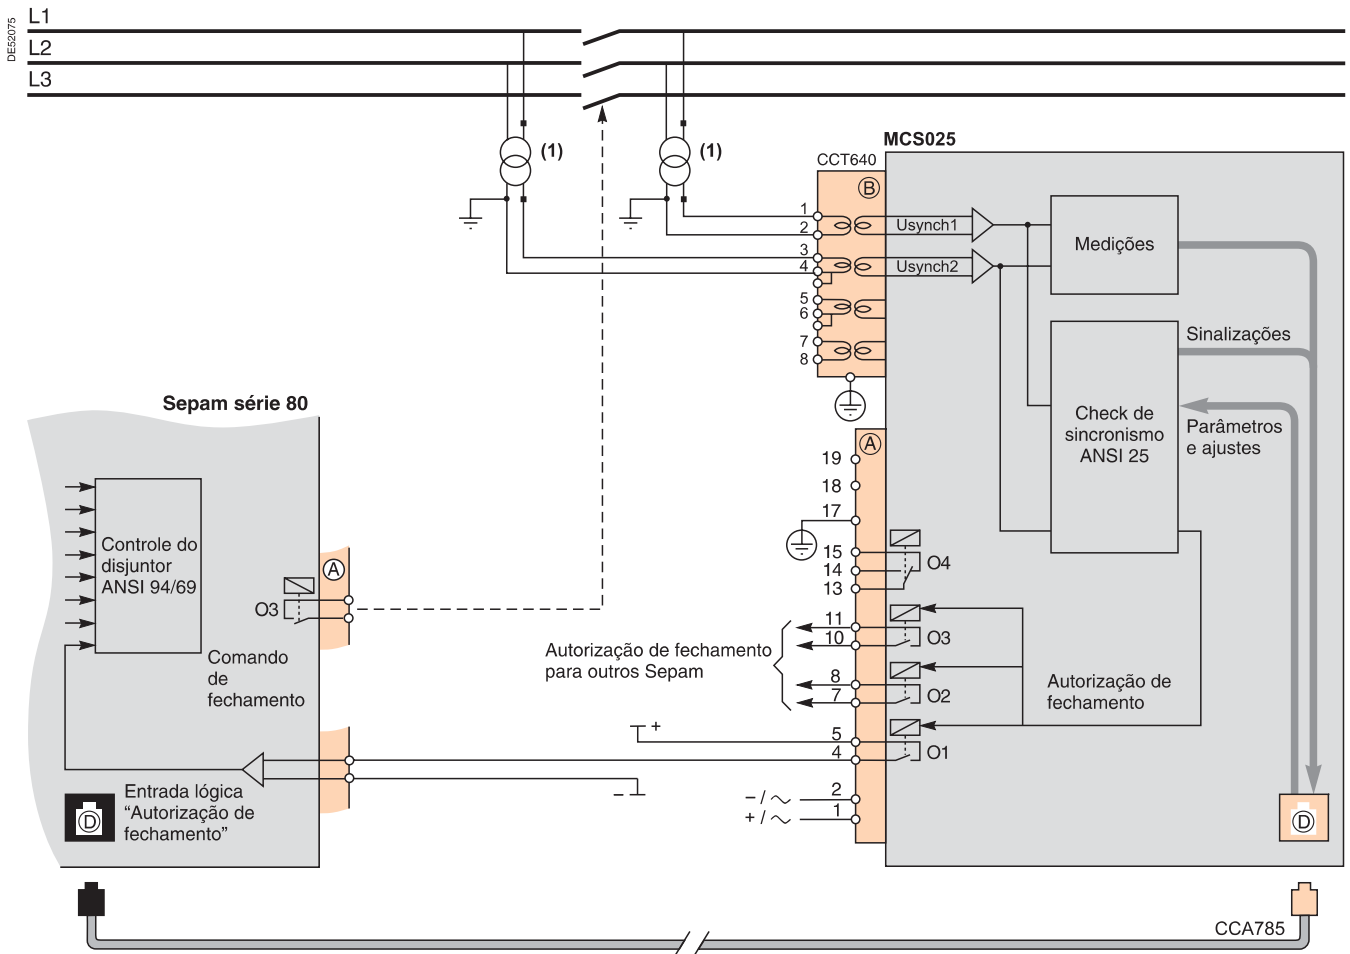 DE52075
L1
L2
L3
(1)
(1)
MCS025
CCT640
B
1
2
3
4
5
6
7
8
Usynch1
Usynch2
Medições
Sinalizações
Check de
sincronismo
ANSI 25
Parâmetros
e ajustes
Sepam série 80
Controle do
disjuntor
ANSI 94/69
A
O3
Comando
de
fechamento
Entrada lógica
“Autorização de
fechamento”
D
A
19
18
17
15
14
13
O4
11
10
O3
8
7
O2
5
4
O1
2
1
Autorização de fechamento
para outros Sepam
Autorização de
fechamento
+
–
– / ~
+ / ~
D
CCA785